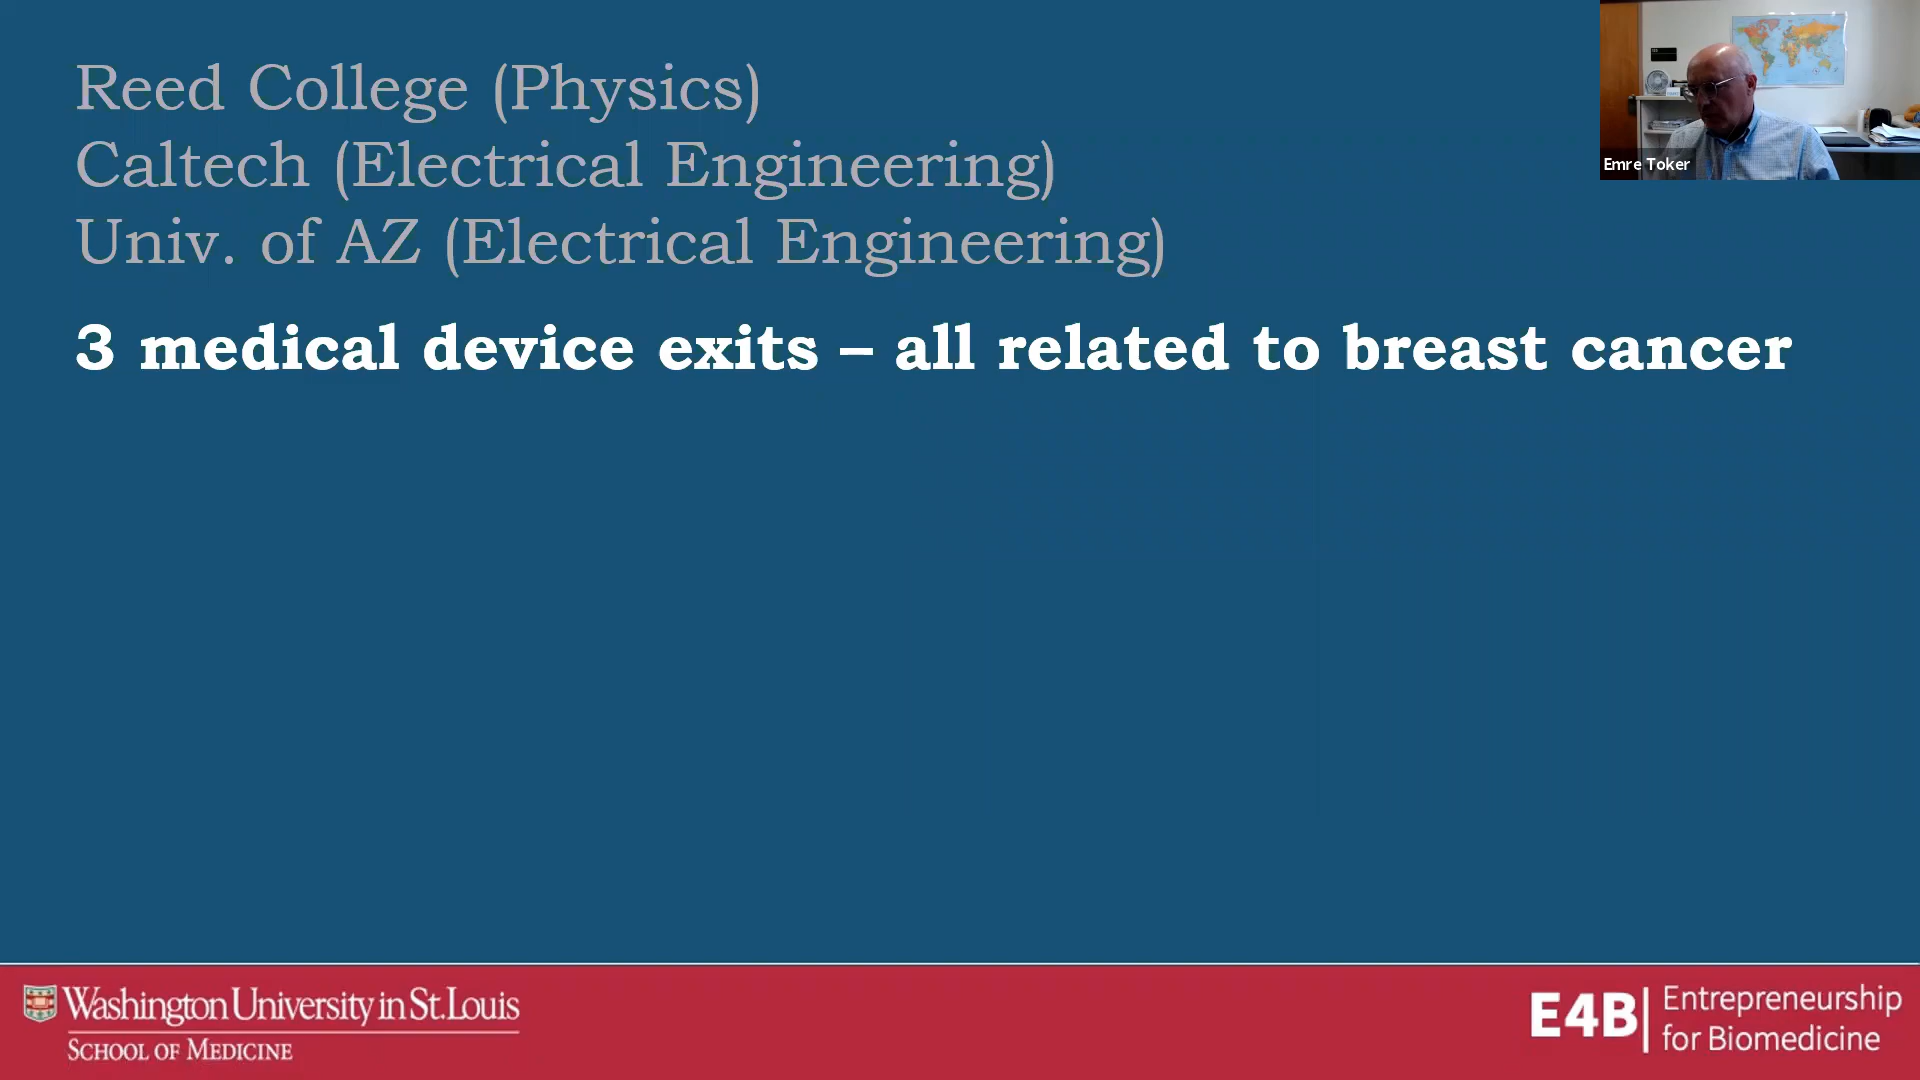 Reed College (Physics)
Caltech (Electrical Engineering)
Univ. of AZ (Electrical Engineering)
3 medical device exits – all related to breast cancer
Emre Toker
Washington University in St. Louis
SCHOOL OF MEDICINE
E4B
Entrepreneurship
for Biomedicine